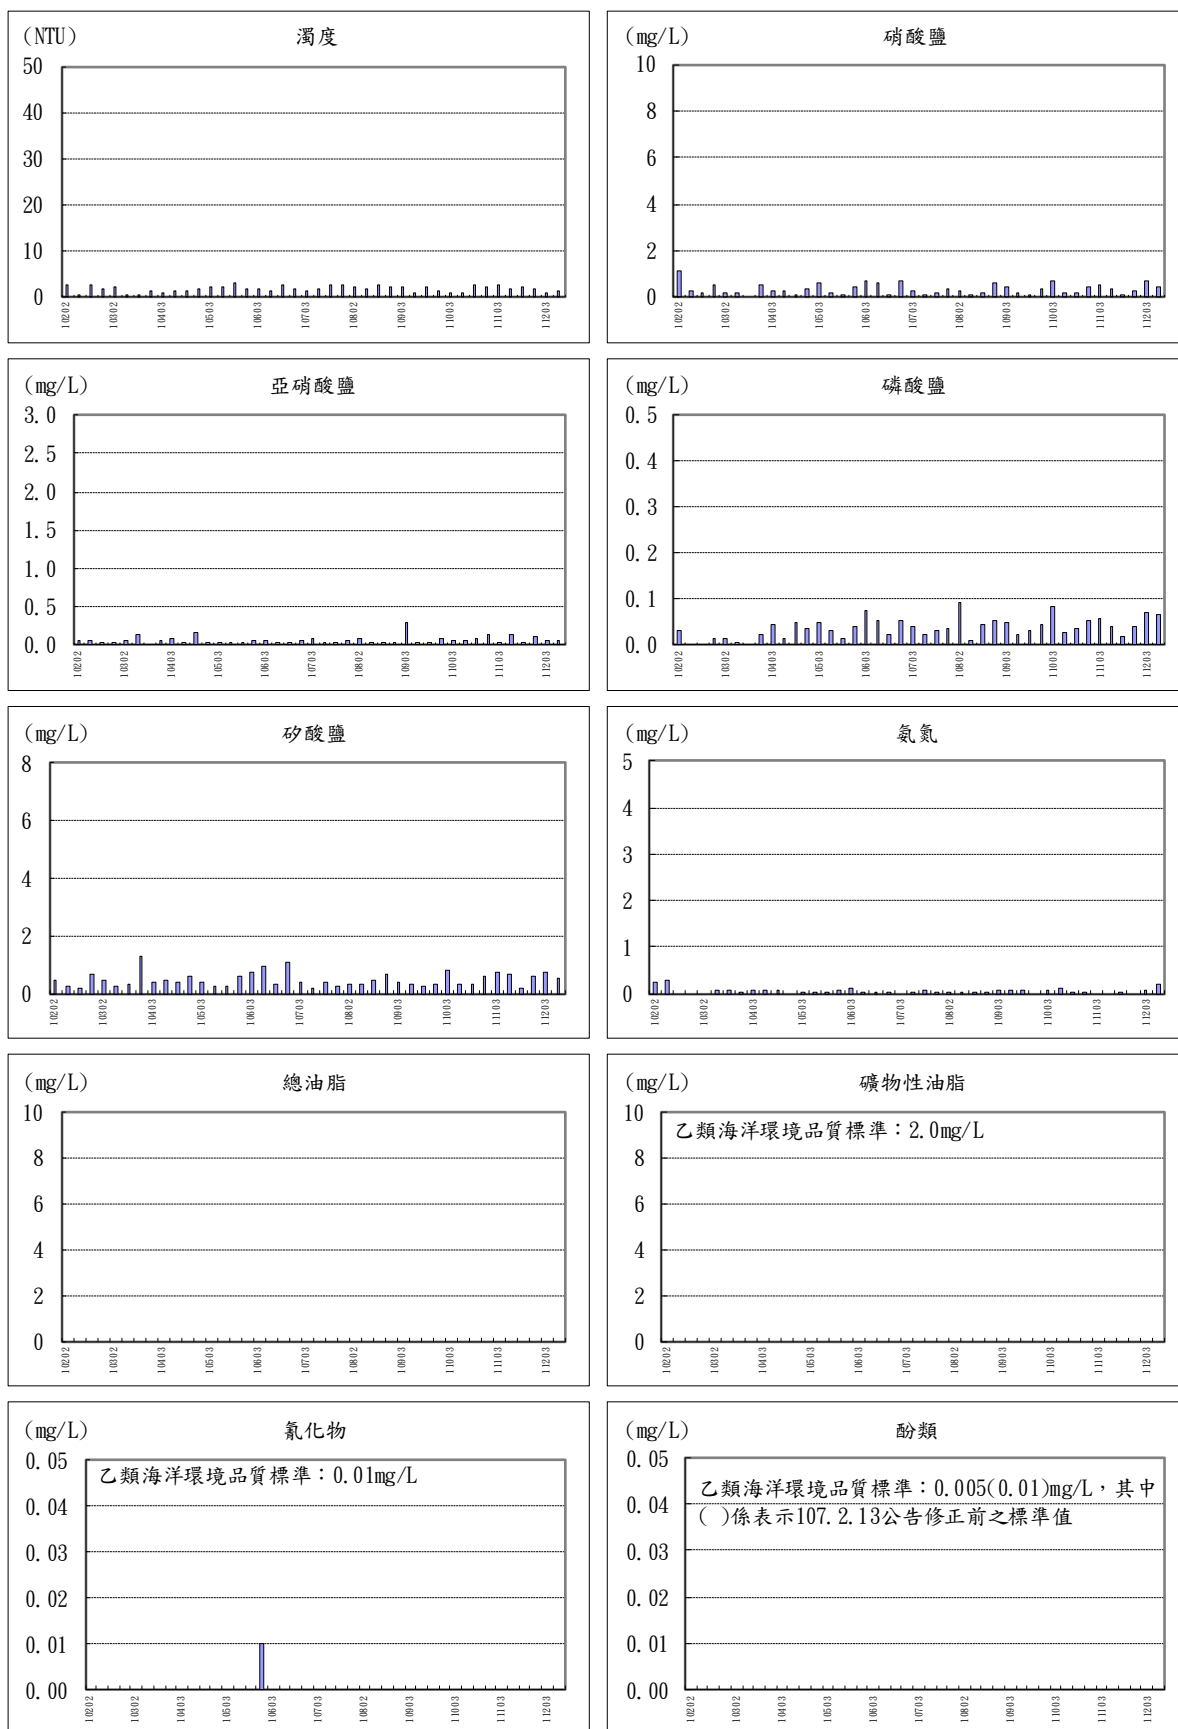 (NTU) 濁度
50
40
30
20
10
0
10202 10302 10403 10503 10603 10703 10802 10903 11003 11103 11203
(mg/L) 硝酸鹽
10
8
6
4
2
0
10202 10302 10403 10503 10603 10703 10802 10903 11003 11103 11203
(mg/L) 亞硝酸鹽
3.0
2.5
2.0
1.5
1.0
0.5
0.0
10202 10302 10403 10503 10603 10703 10802 10903 11003 11103 11203
(mg/L) 磷酸鹽
0.5
0.4
0.3
0.2
0.1
0.0
10202 10302 10403 10503 10603 10703 10802 10903 11003 11103 11203
(mg/L) 矽酸鹽
8
6
4
2
0
10202 10302 10403 10503 10603 10703 10802 10903 11003 11103 11203
(mg/L) 氨氮
5
4
3
2
1
0
10202 10302 10403 10503 10603 10703 10802 10903 11003 11103 11203
(mg/L) 總油脂
10
8
6
4
2
0
10202 10302 10403 10503 10603 10703 10802 10903 11003 11103 11203
(mg/L) 礦物性油脂
乙類海洋環境品質標準：2.0mg/L
10
8
6
4
2
0
10202 10302 10403 10503 10603 10703 10802 10903 11003 11103 11203
(mg/L) 氰化物
乙類海洋環境品質標準：0.01mg/L
0.05
0.04
0.03
0.02
0.01
0.00
10202 10302 10403 10503 10603 10703 10802 10903 11003 11103 11203
(mg/L) 酚類
乙類海洋環境品質標準：0.005(0.01)mg/L，其中
( )係表示107.2.13公告修正前之標準值
0.05
0.04
0.03
0.02
0.01
0.00
10202 10302 10403 10503 10603 10703 10802 10903 11003 11103 11203